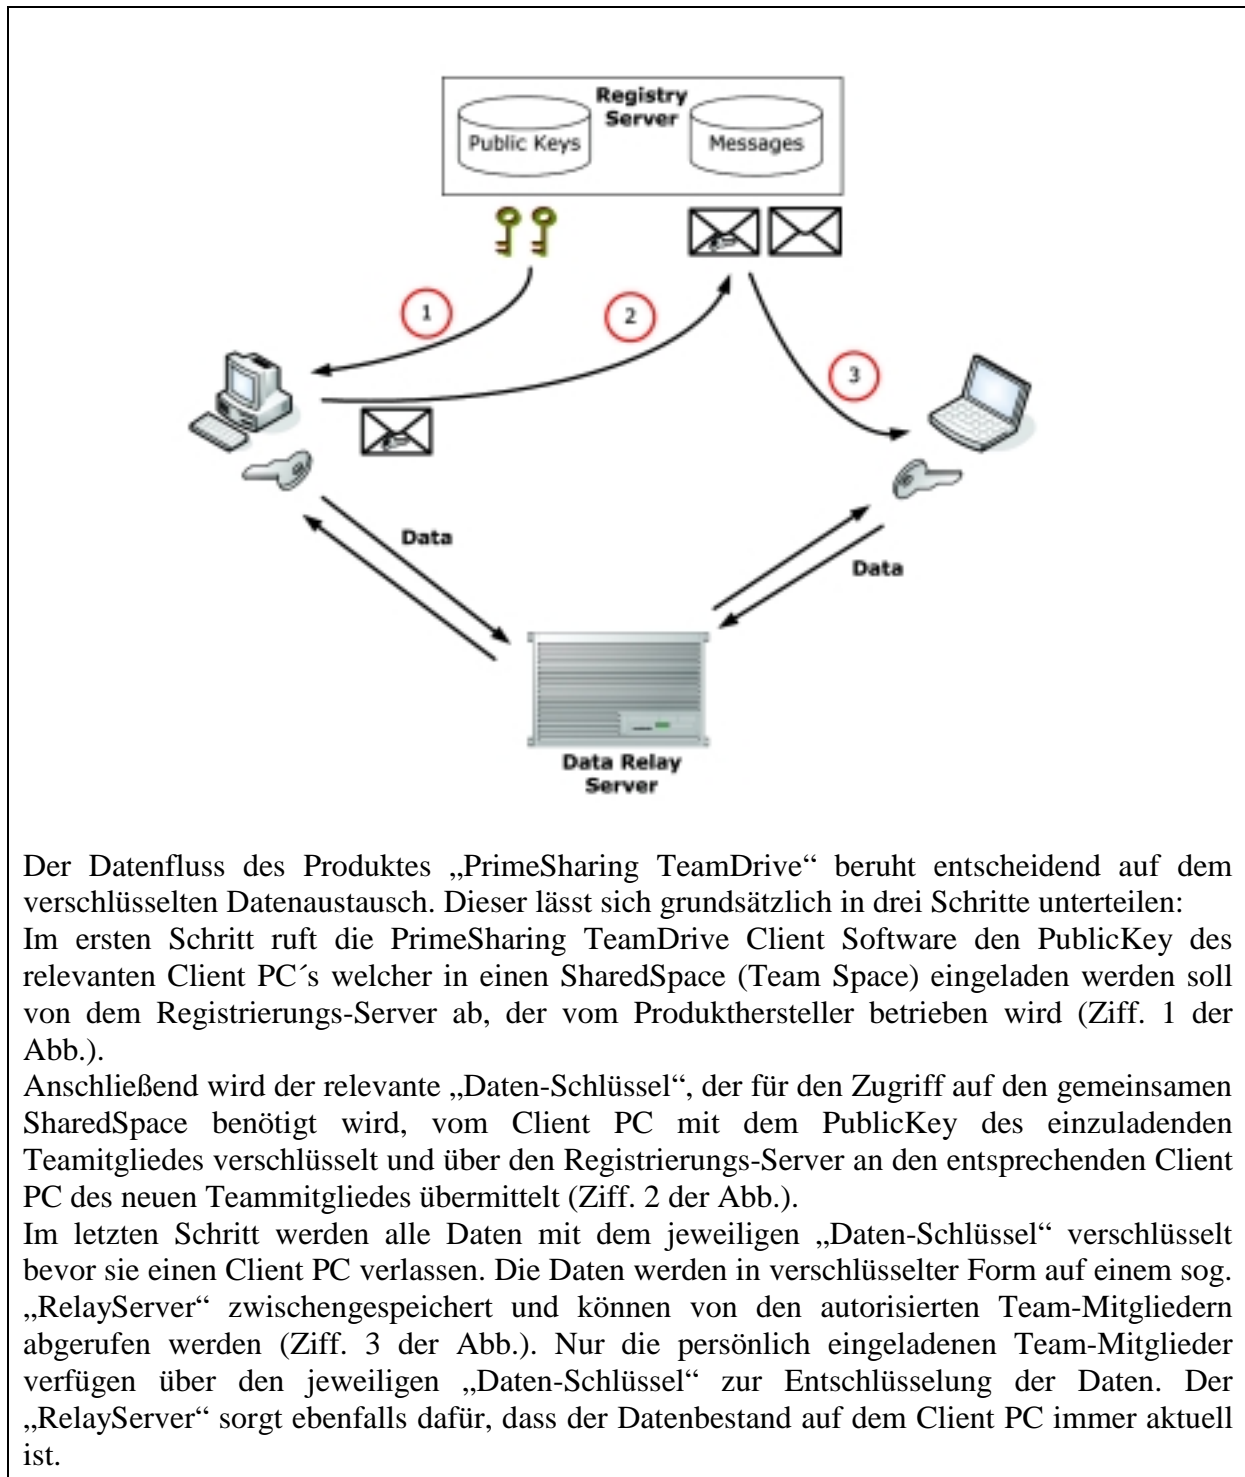 Registry
Server
Public Keys
Messages
1
2
3
Data
Data
Data Relay
Server
Der Datenfluss des Produktes „PrimeSharing TeamDrive“ beruht entscheidend auf dem
verschlüsselten Datenaustausch. Dieser lässt sich grundsätzlich in drei Schritte unterteilen:
Im ersten Schritt ruft die PrimeSharing TeamDrive Client Software den PublicKey des
relevanten Client PC´s welcher in einen SharedSpace (Team Space) eingeladen werden soll
von dem Registrierungs-Server ab, der vom Produkthersteller betrieben wird (Ziff. 1 der
Abb.).
Anschließend wird der relevante „Daten-Schlüssel“, der für den Zugriff auf den gemeinsamen
SharedSpace benötigt wird, vom Client PC mit dem PublicKey des einzuladenden
Teamitgliedes verschlüsselt und über den Registrierungs-Server an den entsprechenden Client
PC des neuen Teammitgliedes übermittelt (Ziff. 2 der Abb.).
Im letzten Schritt werden alle Daten mit dem jeweiligen „Daten-Schlüssel“ verschlüsselt
bevor sie einen Client PC verlassen. Die Daten werden in verschlüsselter Form auf einem sog.
„RelayServer“ zwischengespeichert und können von den autorisierten Team-Mitgliedern
abgerufen werden (Ziff. 3 der Abb.). Nur die persönlich eingeladenen Team-Mitglieder
verfügen über den jeweiligen „Daten-Schlüssel“ zur Entschlüsselung der Daten. Der
„RelayServer“ sorgt ebenfalls dafür, dass der Datenbestand auf dem Client PC immer aktuell
ist.